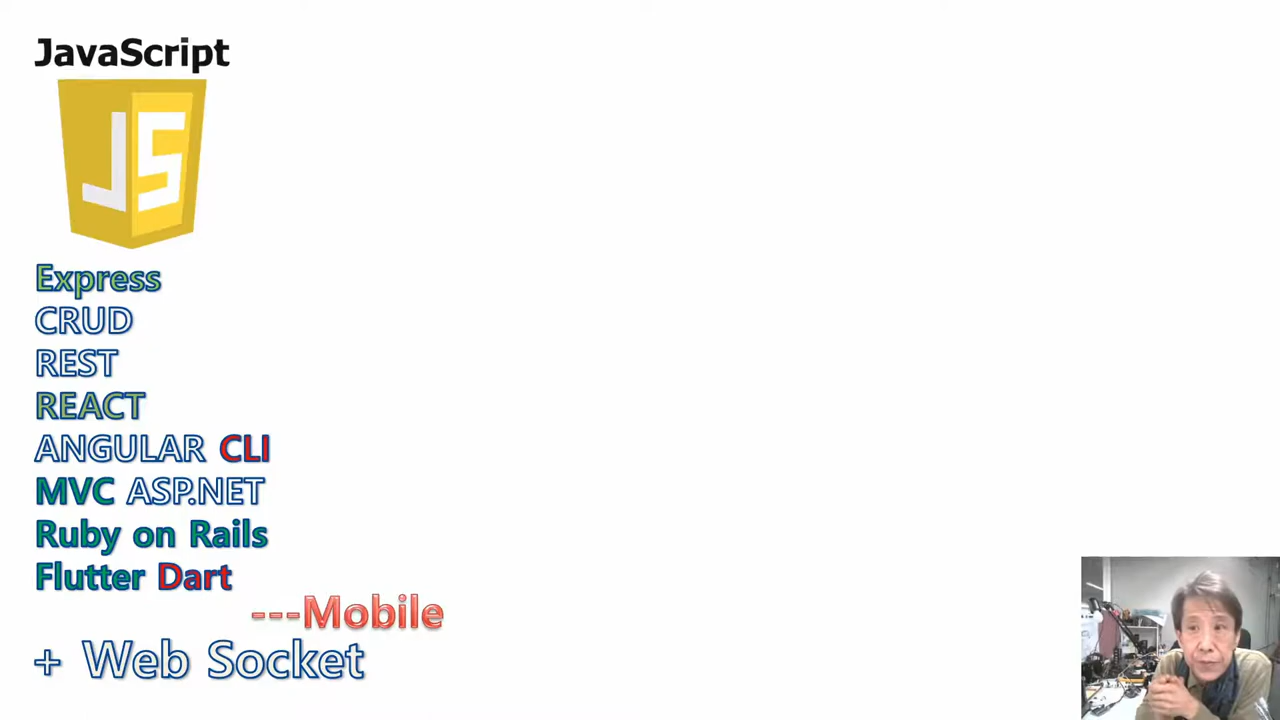 JavaScript
JS
Express
CRUD
REST
REACT
ANGULAR CLI
MVC ASP.NET
Ruby on Rails
Flutter Dart
---Mobile
+ Web Socket